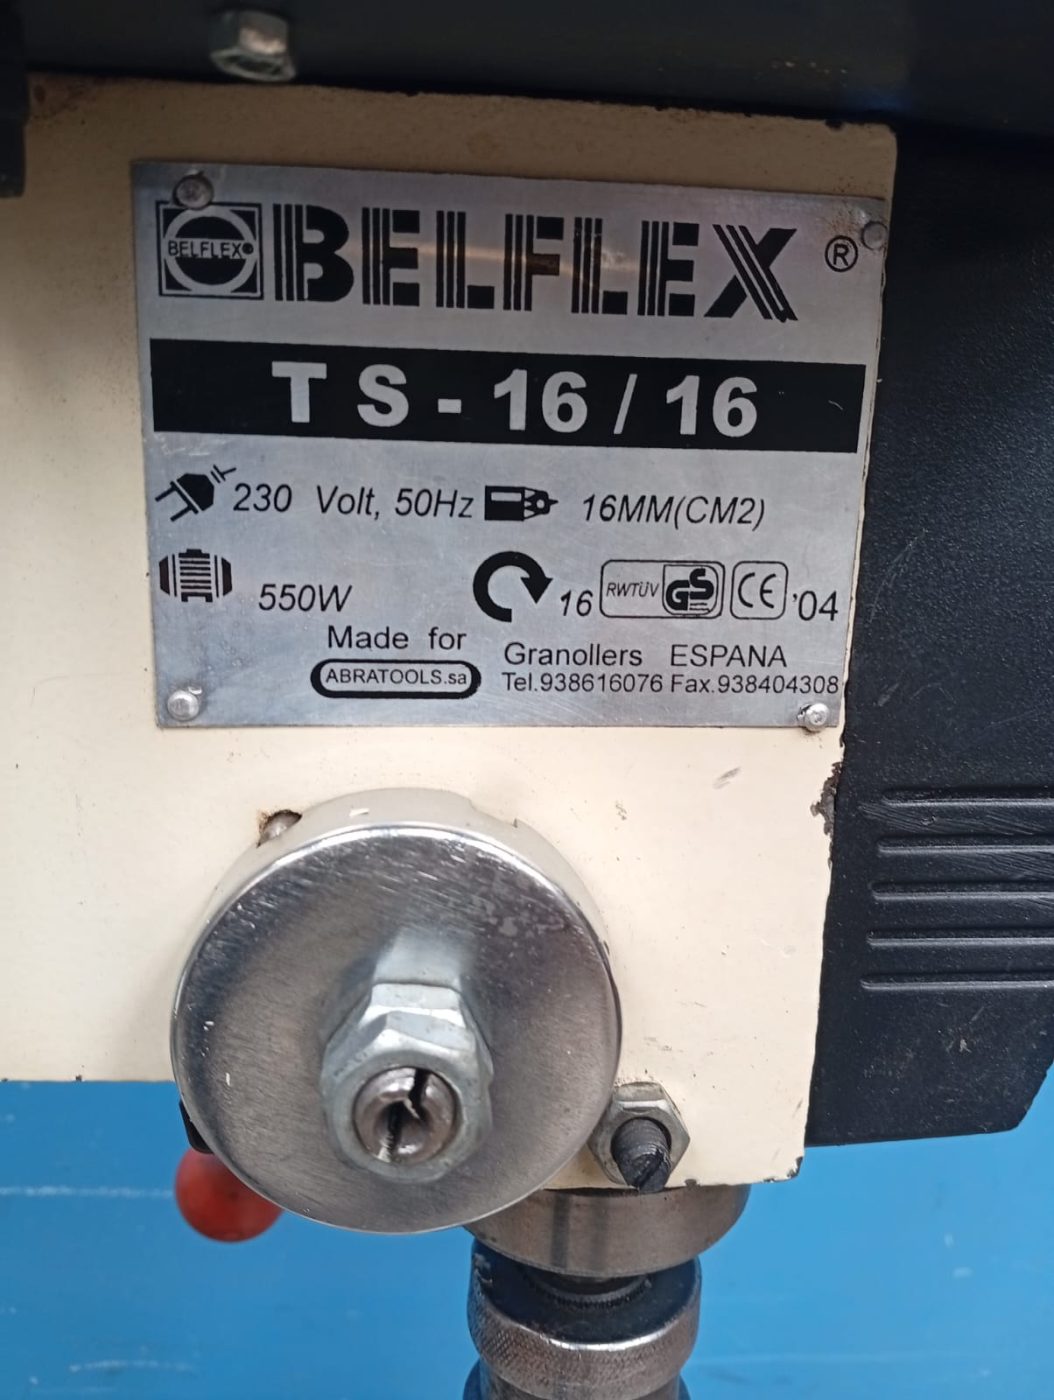 BELFLEX
BELFLEX ®
TS-16/16
230 Volt, 50Hz 16MM(CM2)
550W 16 RWTÜV GS CE '04
Made for Granollers ESPANA
ABRATOOLS.sa Tel.938616076 Fax.938404308